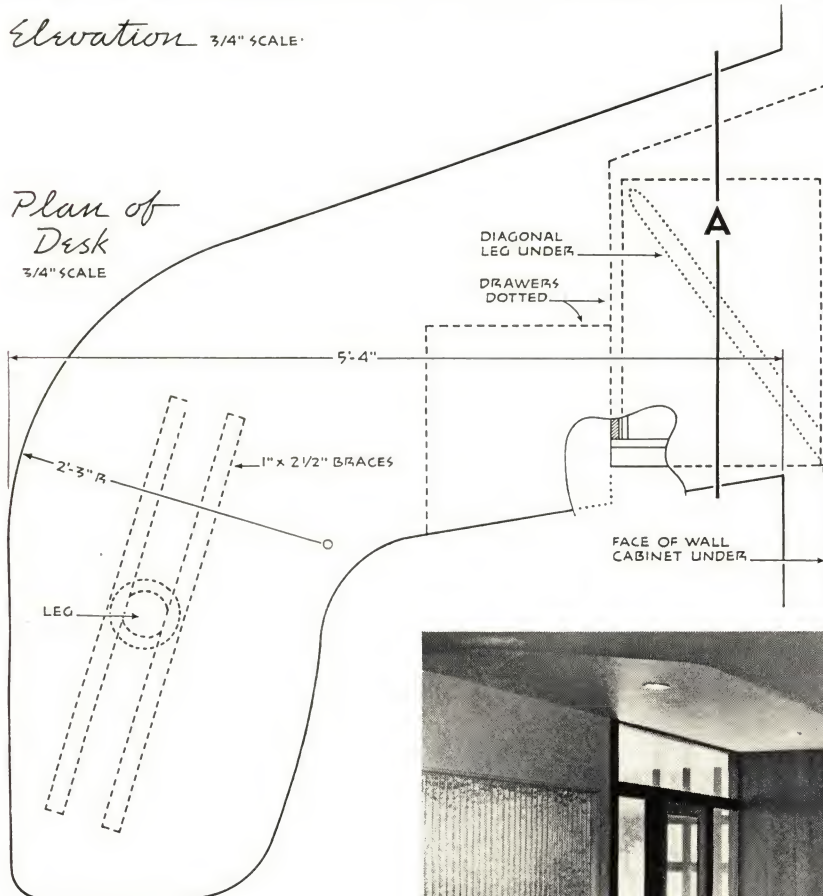 Elevation 3/4" SCALE
Plan of
Desk
3/4" SCALE
A
DIAGONAL
LEG UNDER
DRAWERS
DOTTED
5'-4"
2'-3" R
1" x 2 1/2" BRACES
FACE OF WALL
CABINET UNDER
LEG